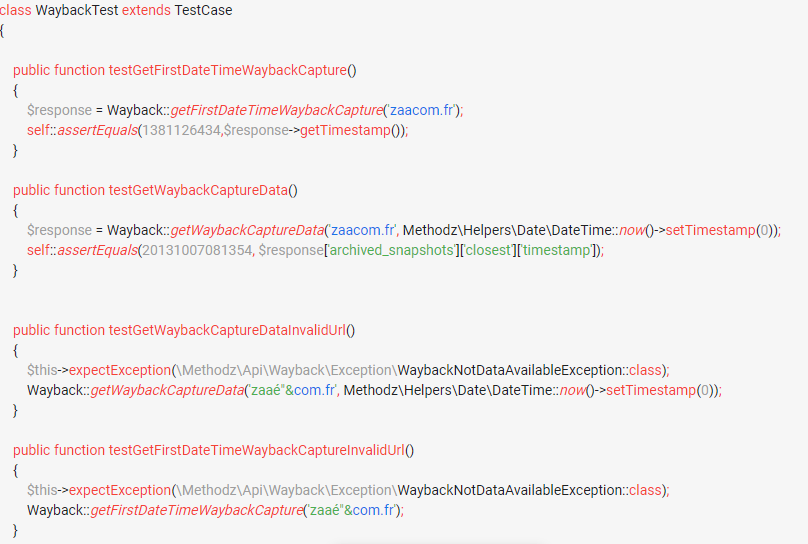 class WaybackTest extends TestCase
{
public function testGetFirstDateTimeWaybackCapture()
{
$response = Wayback::getFirstDateTimeWaybackCapture('zaacom.fr');
self::assertEquals(1381126434,$response->getTimestamp());
}
public function testGetWaybackCaptureData()
{
$response = Wayback::getWaybackCaptureData('zaacom.fr', Methodz\Helpers\Date\DateTime::now()->setTimestamp(0));
self::assertEquals(20131007081354, $response['archived_snapshots']['closest']['timestamp']);
}
public function testGetWaybackCaptureDataInvalidUrl()
{
$this->expectException(\Methodz\Api\Wayback\Exception\WaybackNotDataAvailableException::class);
Wayback::getWaybackCaptureData('zaaé"&com.fr', Methodz\Helpers\Date\DateTime::now()->setTimestamp(0));
}
public function testGetFirstDateTimeWaybackCaptureInvalidUrl()
{
$this->expectException(\Methodz\Api\Wayback\Exception\WaybackNotDataAvailableException::class);
Wayback::getFirstDateTimeWaybackCapture('zaaé"&com.fr');
}